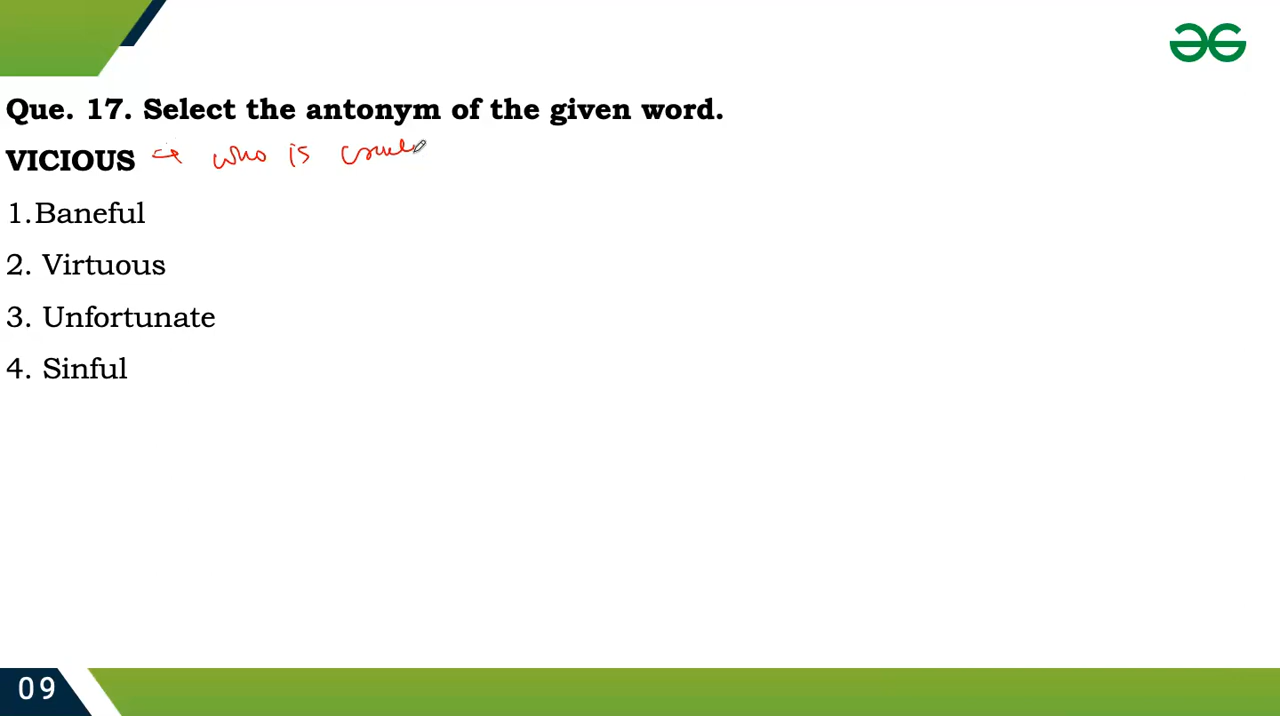 Que. 17. Select the antonym of the given word.
VICIOUS → who is cruel
1.Baneful
2. Virtuous
3. Unfortunate
4. Sinful
09